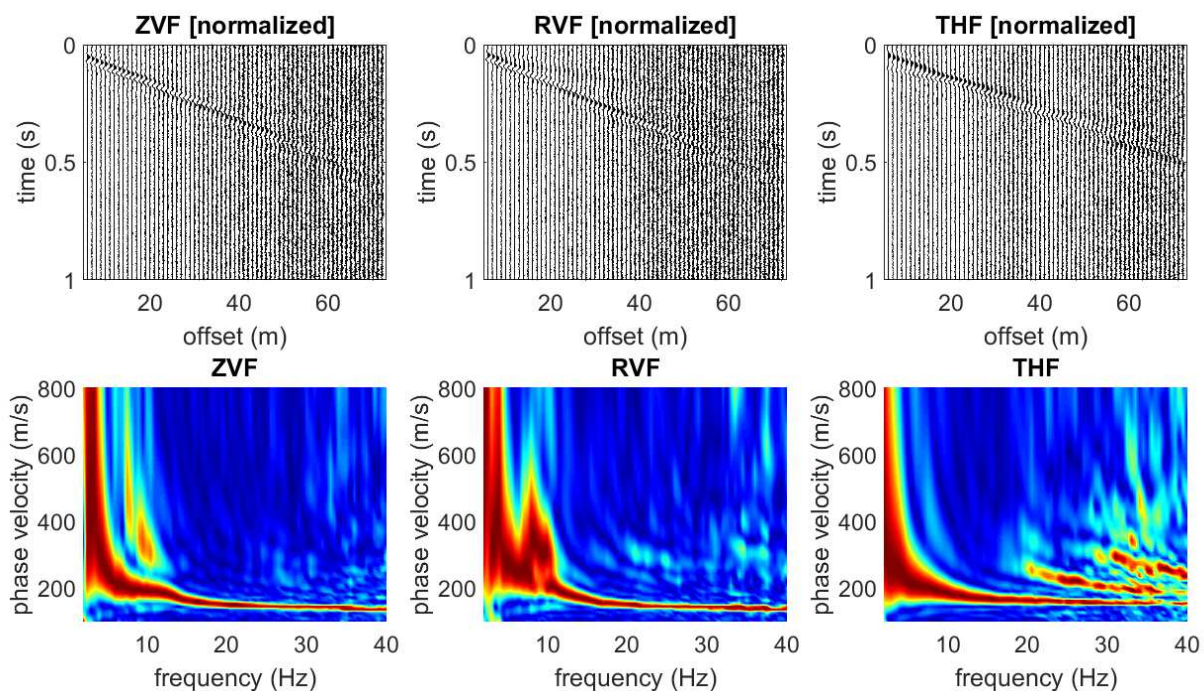 ZVF [normalized]
RVF [normalized]
THF [normalized]
0
0.5
1
time (s)
20
40
60
offset (m)
0
0.5
1
time (s)
20
40
60
offset (m)
0
0.5
1
time (s)
20
40
60
offset (m)
ZVF
RVF
THF
800
600
400
200
phase velocity (m/s)
10
20
30
40
frequency (Hz)
800
600
400
200
phase velocity (m/s)
10
20
30
40
frequency (Hz)
800
600
400
200
phase velocity (m/s)
10
20
30
40
frequency (Hz)